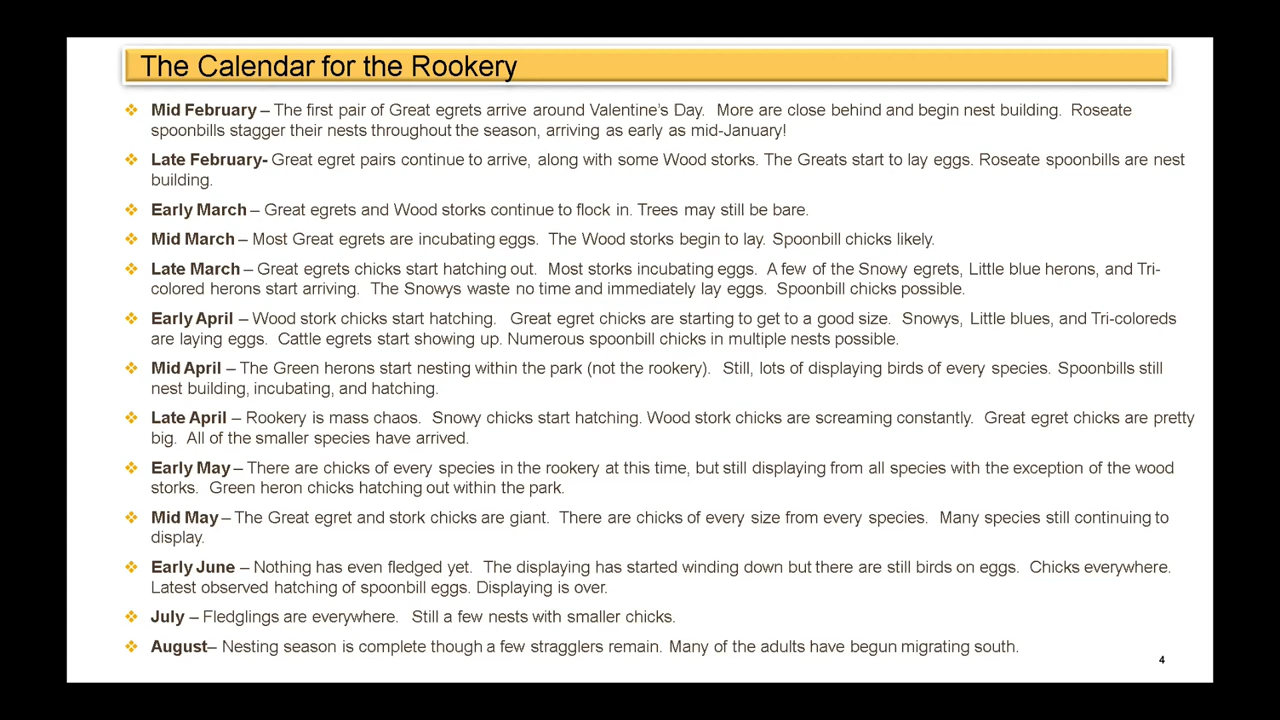 The Calendar for the Rookery
❖ Mid February – The first pair of Great egrets arrive around Valentine's Day. More are close behind and begin nest building. Roseate
spoonbills stagger their nests throughout the season, arriving as early as mid-January!
❖ Late February- Great egret pairs continue to arrive, along with some Wood storks. The Greats start to lay eggs. Roseate spoonbills are nest
building.
❖ Early March – Great egrets and Wood storks continue to flock in. Trees may still be bare.
❖ Mid March – Most Great egrets are incubating eggs. The Wood storks begin to lay. Spoonbill chicks likely.
❖ Late March – Great egrets chicks start hatching out. Most storks incubating eggs. A few of the Snowy egrets, Little blue herons, and Tri-
colored herons start arriving. The Snowys waste no time and immediately lay eggs. Spoonbill chicks possible.
❖ Early April – Wood stork chicks start hatching. Great egret chicks are starting to get to a good size. Snowys, Little blues, and Tri-coloreds
are laying eggs. Cattle egrets start showing up. Numerous spoonbill chicks in multiple nests possible.
❖ Mid April – The Green herons start nesting within the park (not the rookery). Still, lots of displaying birds of every species. Spoonbills still
nest building, incubating, and hatching.
❖ Late April – Rookery is mass chaos. Snowy chicks start hatching. Wood stork chicks are screaming constantly. Great egret chicks are pretty
big. All of the smaller species have arrived.
❖ Early May – There are chicks of every species in the rookery at this time, but still displaying from all species with the exception of the wood
storks. Green heron chicks hatching out within the park.
❖ Mid May – The Great egret and stork chicks are giant. There are chicks of every size from every species. Many species still continuing to
display.
❖ Early June – Nothing has even fledged yet. The displaying has started winding down but there are still birds on eggs. Chicks everywhere.
Latest observed hatching of spoonbill eggs. Displaying is over.
❖ July – Fledglings are everywhere. Still a few nests with smaller chicks.
❖ August– Nesting season is complete though a few stragglers remain. Many of the adults have begun migrating south.
4